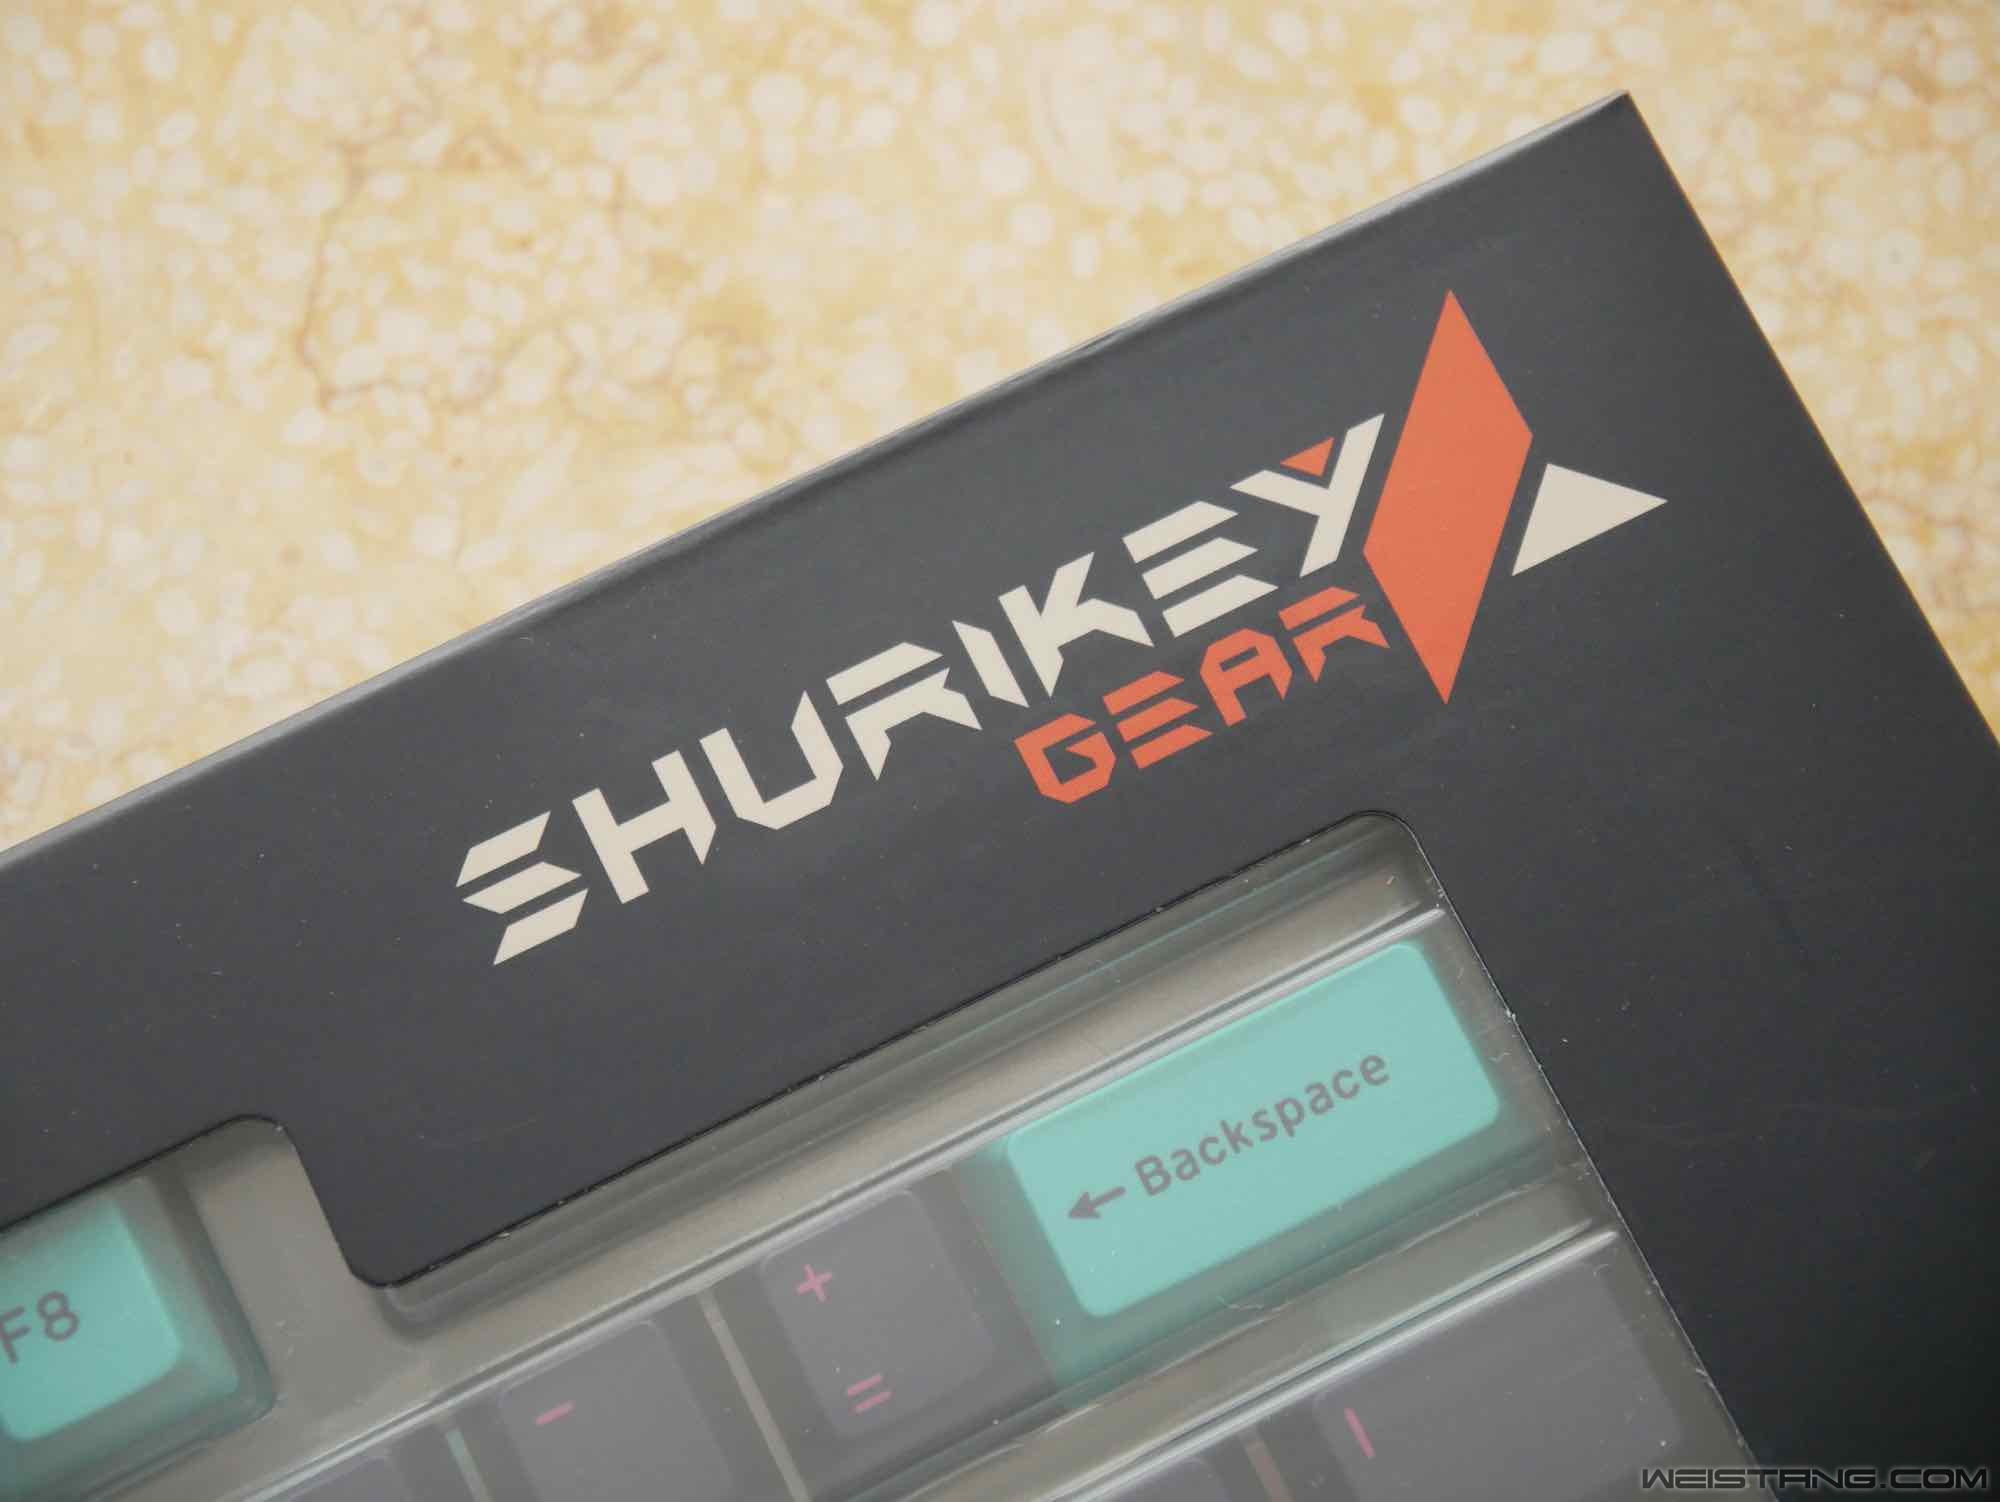 SHURIKEY
GEAR
← Backspace
F8
+
=
-
|
WEISTANG.COM